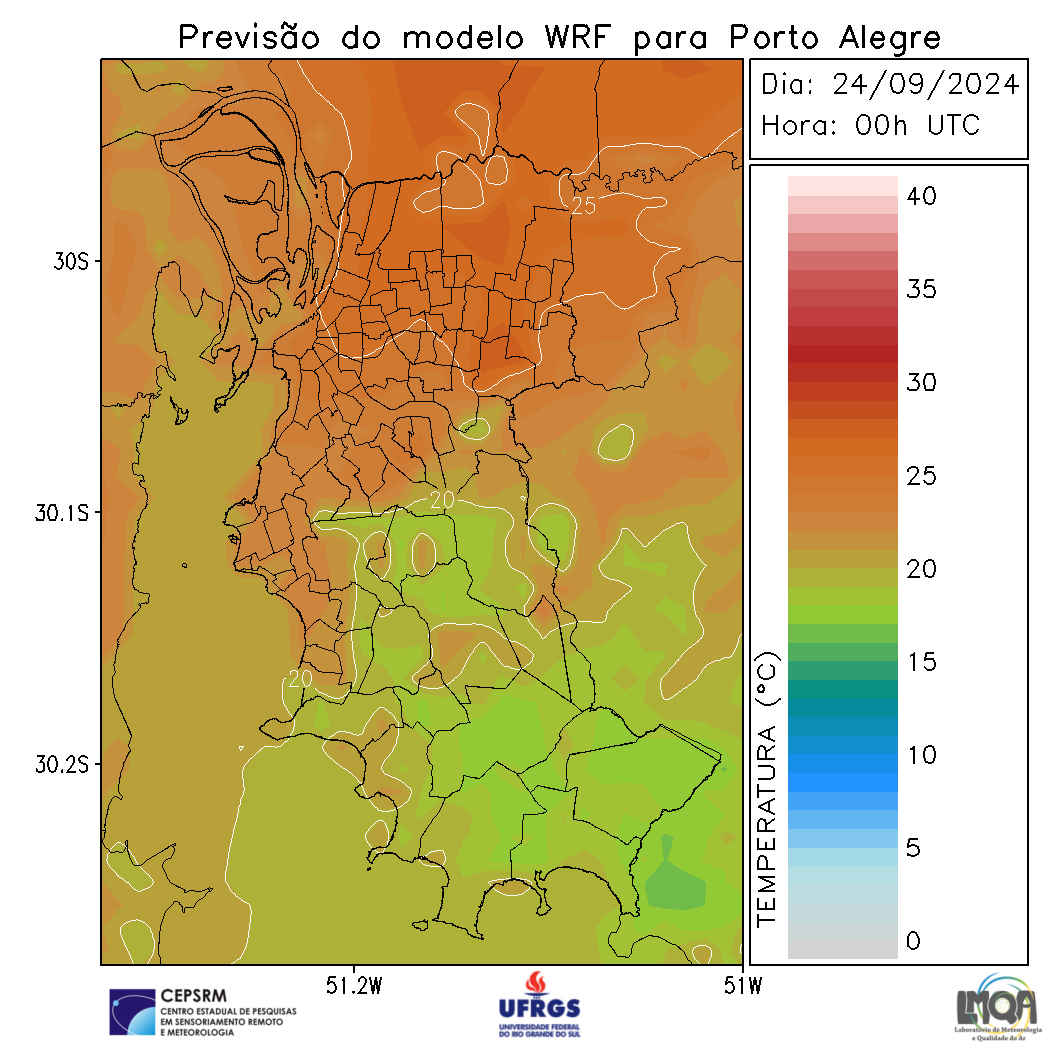 Previsão do modelo WRF para Porto Alegre
Dia: 24/09/2024
Hora: 00h UTC
25
20
20
30S
30.1S
30.2S
51.2W
51W
40
35
30
25
20
15
10
5
0
TEMPERATURA (°C)
CEPSRM
CENTRO ESTADUAL DE PESQUISAS
EM SENSORIAMENTO REMOTO
E METEOROLOGIA
UFRGS
UNIVERSIDADE FEDERAL
DO RIO GRANDE DO SUL
LMQA
Laboratório de Meteorologia
e Qualidade do Ar